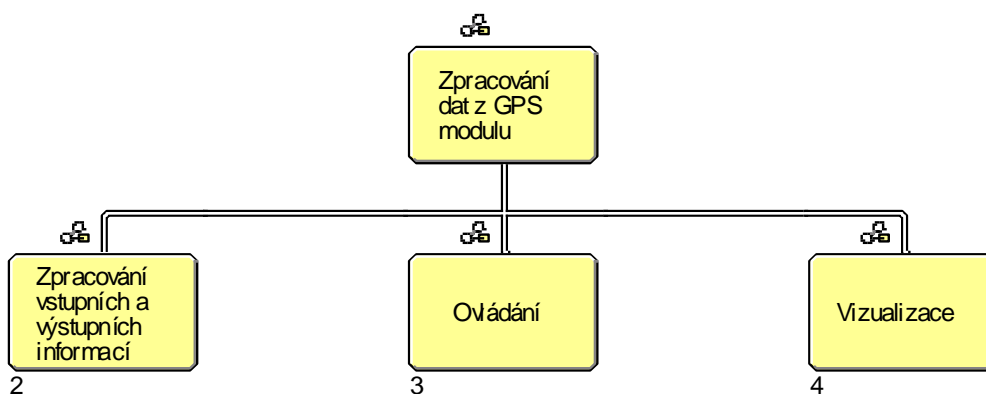 Zpracování
dat z GPS
modulu
Zpracování
vstupních a
výstupních
informací
2
Ovládání
3
Vizualizace
4